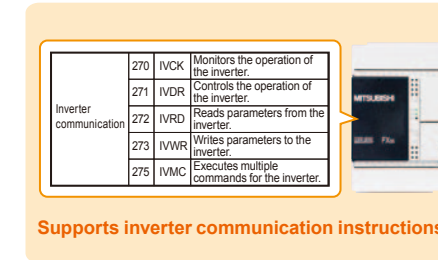 Inverter
communication
270 IVCK Monitors the operation of
the inverter.
271 IVDR Controls the operation of
the inverter.
272 IVRD Reads parameters from the
inverter.
273 IVWR Writes parameters to the
inverter.
275 IVMC Executes multiple
commands for the inverter.
MITSUBISHI
Supports inverter communication instructions